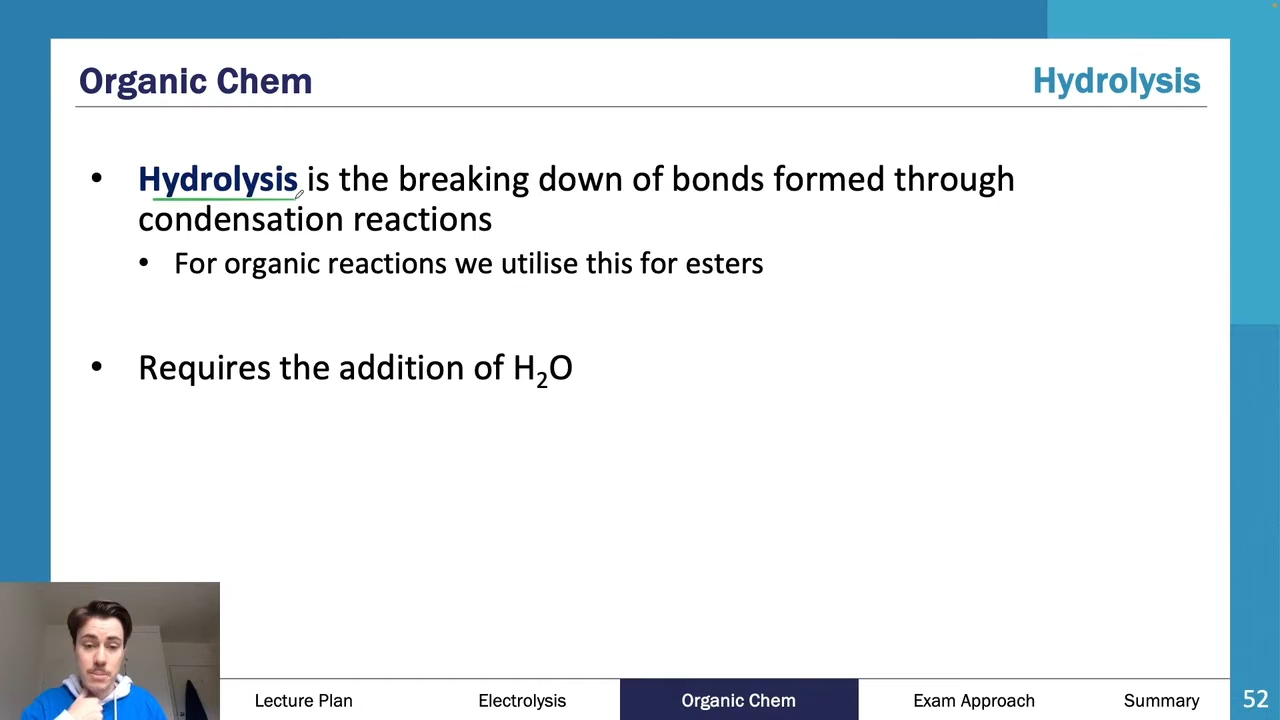 Organic Chem
Hydrolysis
• Hydrolysis is the breaking down of bonds formed through
condensation reactions
• For organic reactions we utilise this for esters
• Requires the addition of H₂O
Lecture Plan
Electrolysis
Organic Chem
Exam Approach
Summary
52